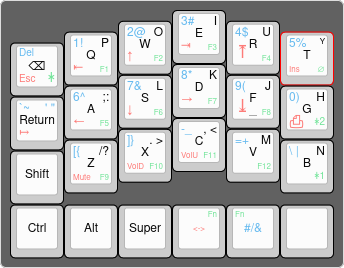 Del
⌫
Esc *
1! P
Q
⇤ F1
2@ O
W
↑ F2
3# I
E
⇥ F3
4$ U
R
F4
5% Y
T
Ins
`~ '"
Return
↦
6^ ;:
A
← F5
7& L
S
↓ F6
8* K
D
→ F7
9( J
F
F8
0) H
G
*2
Shift
[{ /?
Z
Mute F9
]} . >
X
VolD F10
-_ , <
C
VolU F11
=+ M
V
F12
\ | N
B
*1
Ctrl
Alt
Super
Fn
<·>
Fn
#/&